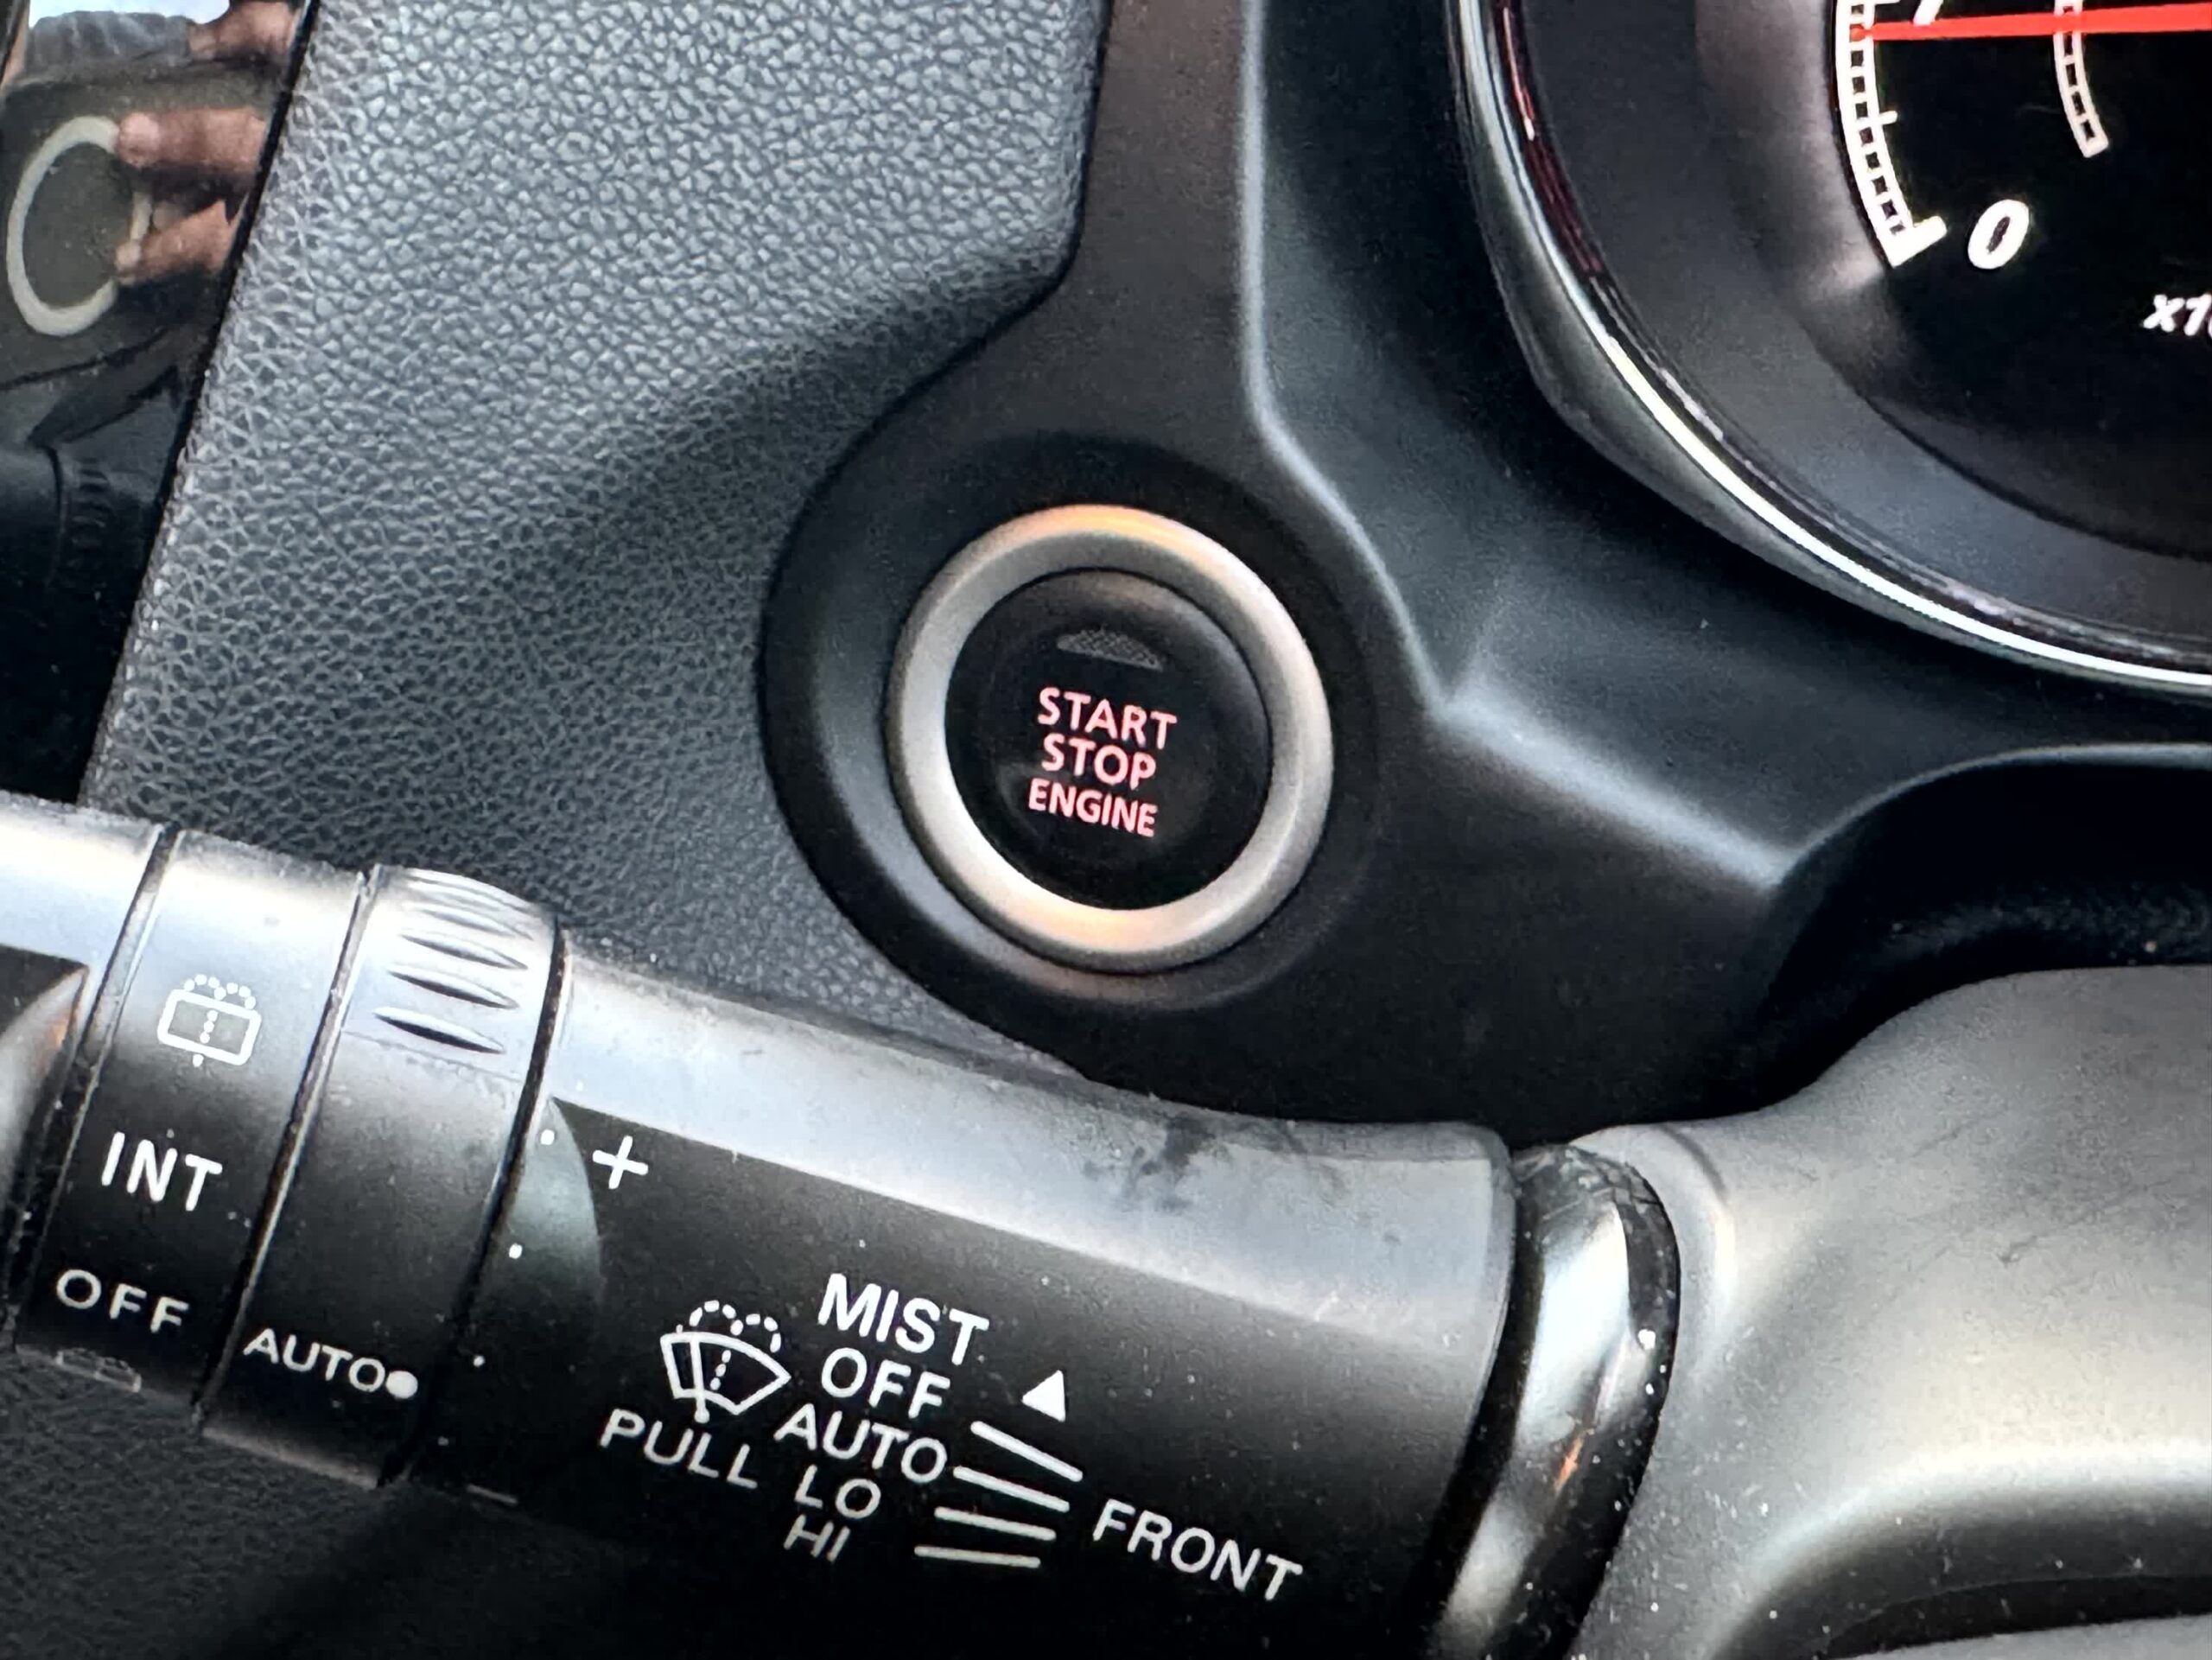 0
START
STOP
ENGINE
INT
OFF
AUTO
+
MIST
OFF
AUTO
PULL LO
HI
FRONT